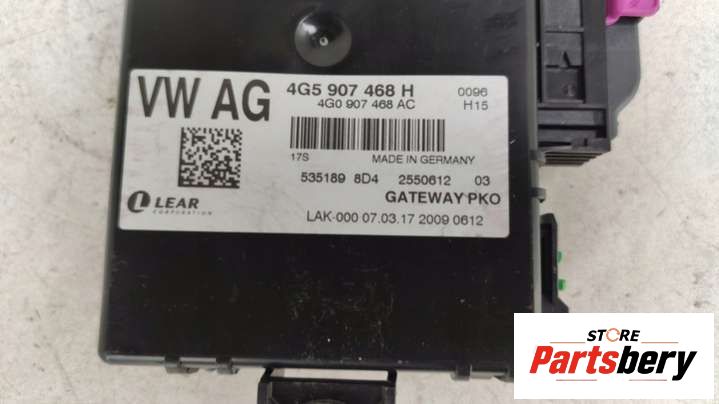 VW AG
4G5 907 468 H
0096
4G0 907 468 AC
H15
17S
MADE IN GERMANY
535189 8D4 2550612 03
GATEWAY PKO
LEAR
CORPORATION
LAK-000 07.03.17 2009 0612
STORE
Partsbery